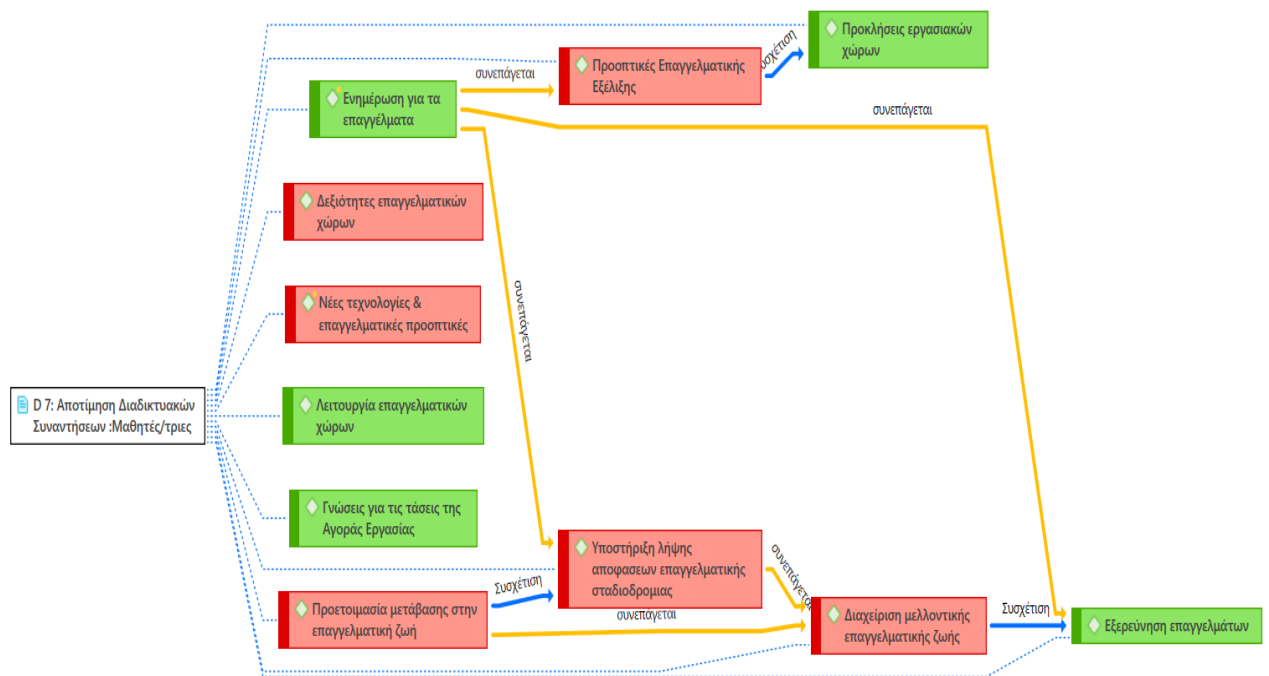 Προκλήσεις εργασιακών
χώρων
Συσχέτιση
Προοπτικές Επαγγελματικής
Εξέλιξης
συνεπάγεται
Ενημέρωση για τα
επαγγέλματα
συνεπάγεται
Δεξιότητες επαγγελματικών
χώρων
συνεπάγεται
Νέες τεχνολογίες &
επαγγελματικές προοπτικές
D 7: Αποτίμηση Διαδικτυακών
Συναντήσεων :Μαθητές/τριες
Λειτουργία επαγγελματικών
χώρων
Γνώσεις για τις τάσεις της
Αγοράς Εργασίας
Υποστήριξη λήψης
αποφασεων επαγγελματικής
σταδιοδρομιας
Συσχέτιση
συνεπάγεται
Προετοιμασία μετάβασης στην
επαγγελματική ζωή
συνεπάγεται
Διαχείριση μελλοντικής
επαγγελματικής ζωής
Συσχέτιση
Εξερεύνηση επαγγελμάτων